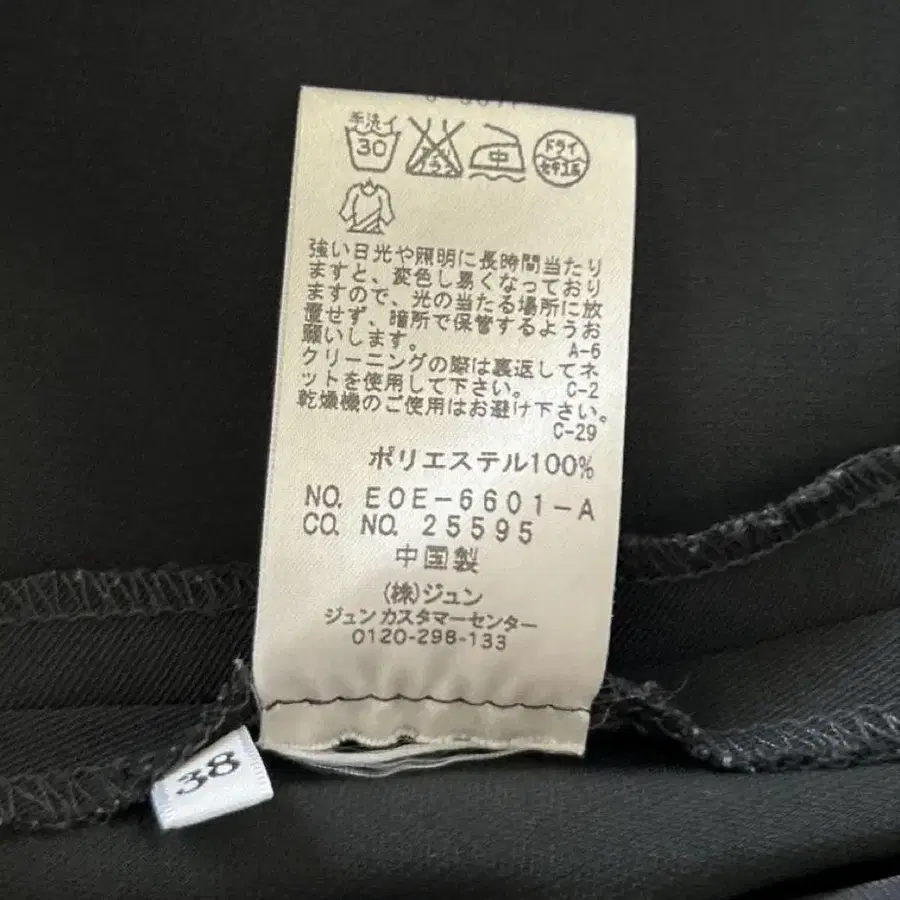 手洗イ
30
中
ドライ
セキユ系
強い日光や照明に長時間当たり
ますと、変色し易くなっており
ますので、光の当たる場所に放
置せず、暗所で保管するようお
願いします。
A-6
クリーニングの際は裏返してネ
ットを使用して下さい。 C-2
乾燥機のご使用はお避け下さい。
C-29
ポリエステル100%
NO. EOE-6601-A
CO. NO. 25595
中国製
(株)ジュン
ジュンカスタマーセンター
0120-298-133
38